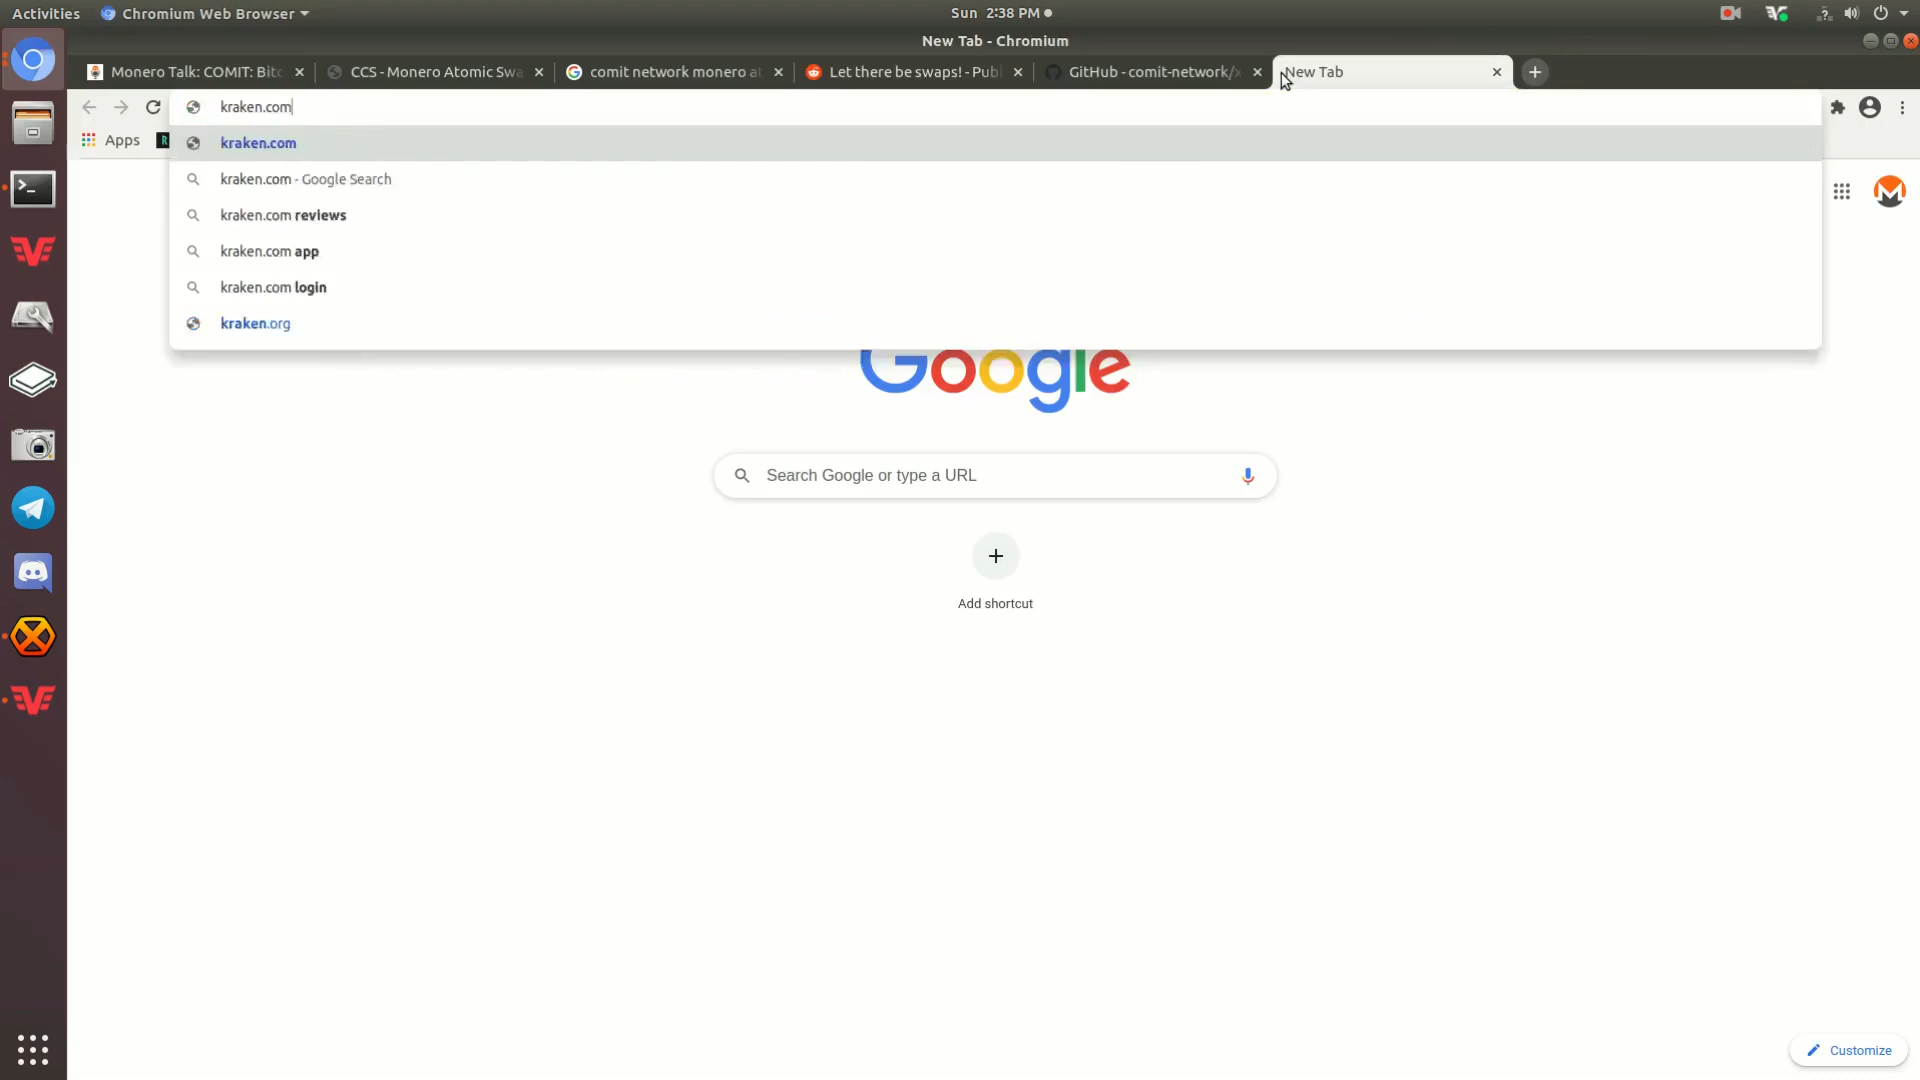 Activities
Chromium Web Browser
Sun 2:38 PM
New Tab - Chromium
Monero Talk: COMIT: Bitc
CCS - Monero Atomic Swa
comit network monero at
Let there be swaps! - Publ
GitHub - comit-network/x
New Tab
kraken.com
Apps
kraken.com
kraken.com - Google Search
kraken.com reviews
kraken.com app
kraken.com login
kraken.org
Google
Search Google or type a URL
Add shortcut
Customize